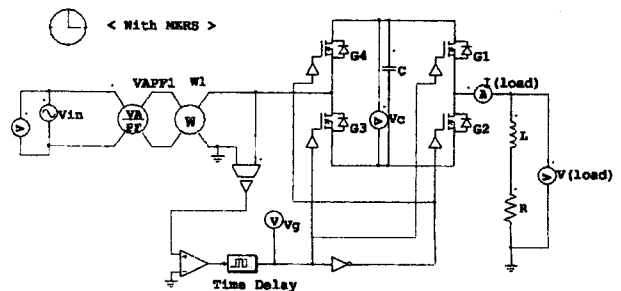 < With MERS >
G4
G1
VAPF1
W1
C
I(load)
A
Vin
V
VA
PF
W
G3
V
Vc
G2
L
V
V(load)
V
Vg
R
Time Delay